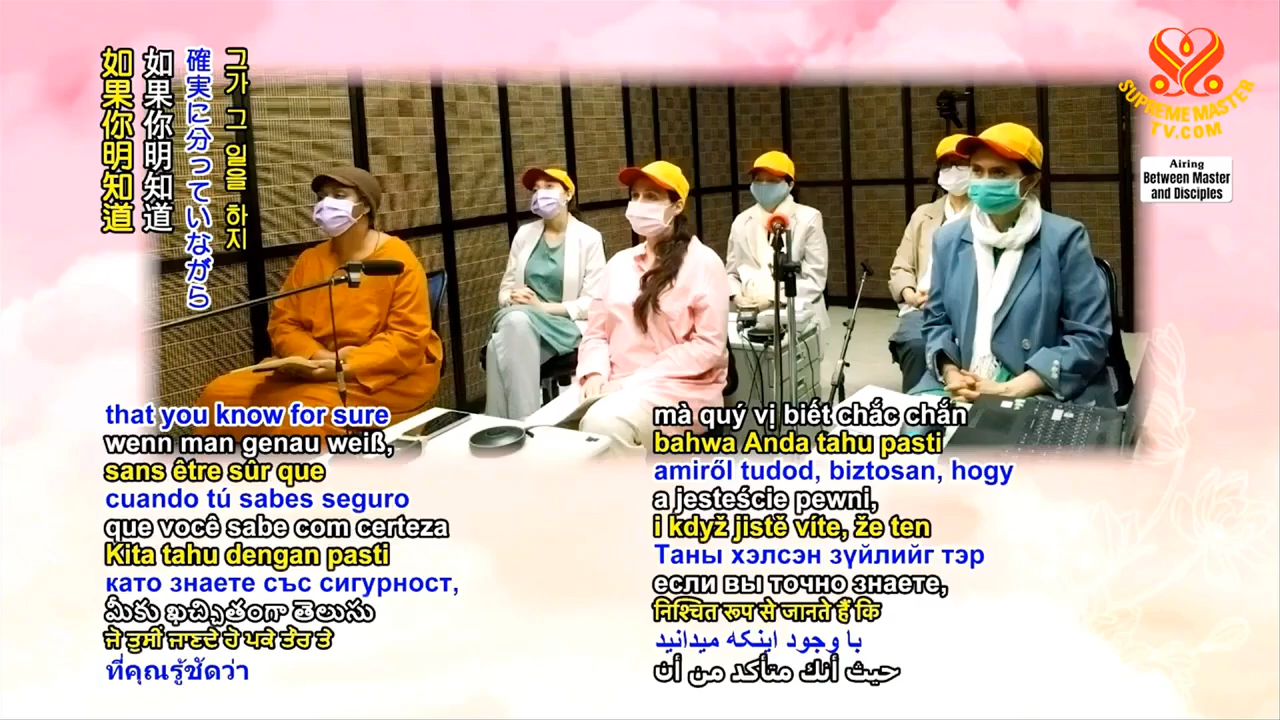 如果你明知道
如果你明知道
確実に分っていながら
그가 그 일을 하지
SUPREME MASTER
TV.COM
Airing
Between Master
and Disciples
that you know for sure
wenn man genau weiß,
sans être sûr que
cuando tú sabes seguro
que você sabe com certeza
Kita tahu dengan pasti
като знаете със сигурност,
మీకు ఖచ్చితంగా తెలుసు
ਜੇ ਤੁਸੀਂ ਜਾਣਦੇ ਹੋ ਪਕੇ ਤੌਰ ਤੇ
ที่คุณรู้ชัดว่า
mà quý vị biết chắc chắn
bahwa Anda tahu pasti
amiről tudod, biztosan, hogy
a jesteście pewni,
i když jistě víte, že ten
Таны хэлсэн зүйлийг тэр
если вы точно знаете,
निश्चित रूप से जानते हैं कि
با وجود اینکه میدانید
حيث أنك متأكد من أن